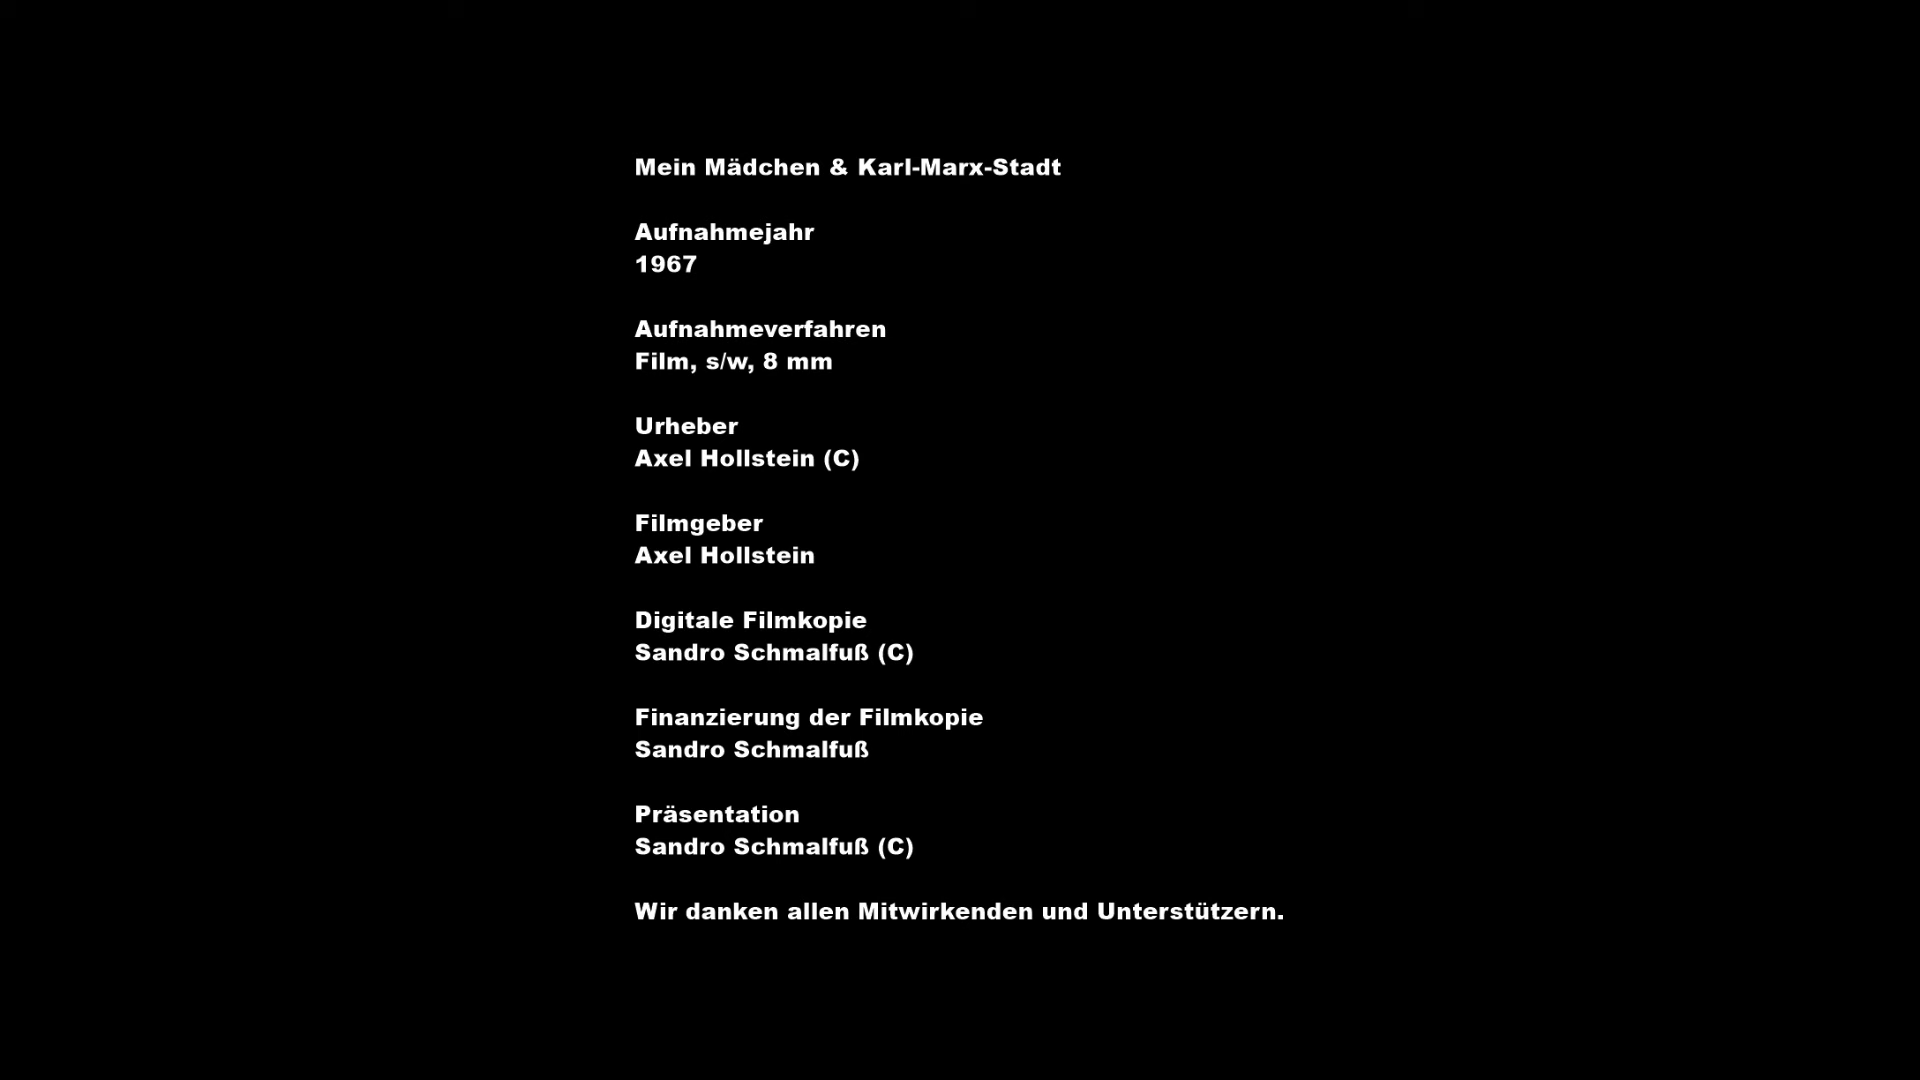 Mein Mädchen & Karl-Marx-Stadt
Aufnahmejahr
1967
Aufnahmeverfahren
Film, s/w, 8 mm
Urheber
Axel Hollstein (C)
Filmgeber
Axel Hollstein
Digitale Filmkopie
Sandro Schmalfuß (C)
Finanzierung der Filmkopie
Sandro Schmalfuß
Präsentation
Sandro Schmalfuß (C)
Wir danken allen Mitwirkenden und Unterstützern.